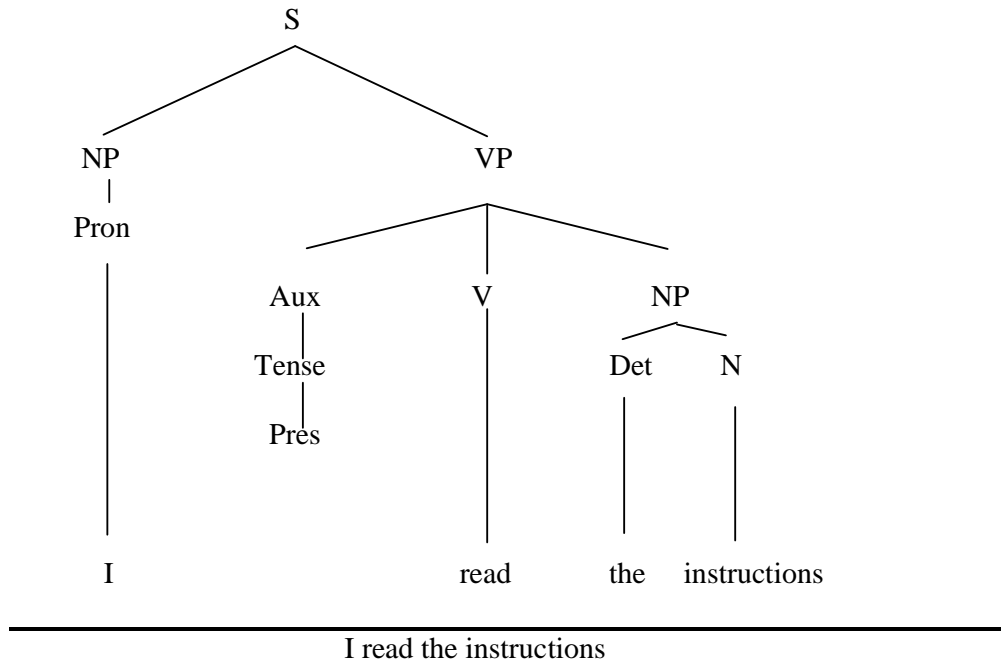 S
NP VP
Pron
Aux V NP
Tense Det N
Pres
I read the instructions
I read the instructions